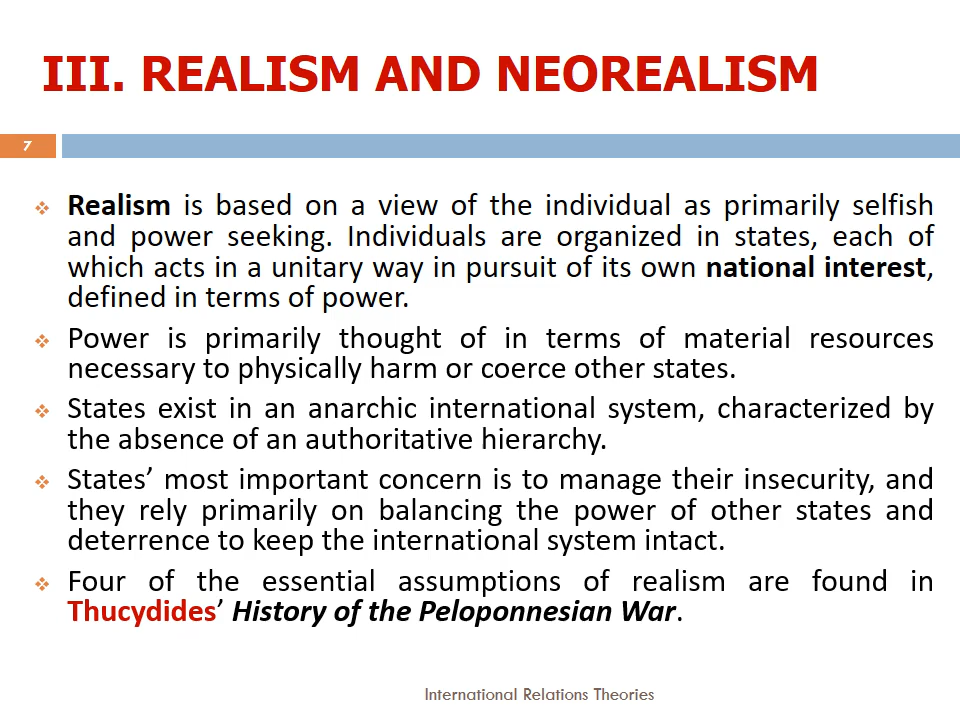 III. REALISM AND NEOREALISM
7
❖ Realism is based on a view of the individual as primarily selfish
and power seeking. Individuals are organized in states, each of
which acts in a unitary way in pursuit of its own national interest,
defined in terms of power.
❖ Power is primarily thought of in terms of material resources
necessary to physically harm or coerce other states.
❖ States exist in an anarchic international system, characterized by
the absence of an authoritative hierarchy.
❖ States’ most important concern is to manage their insecurity, and
they rely primarily on balancing the power of other states and
deterrence to keep the international system intact.
❖ Four of the essential assumptions of realism are found in
Thucydides’ History of the Peloponnesian War.
International Relations Theories